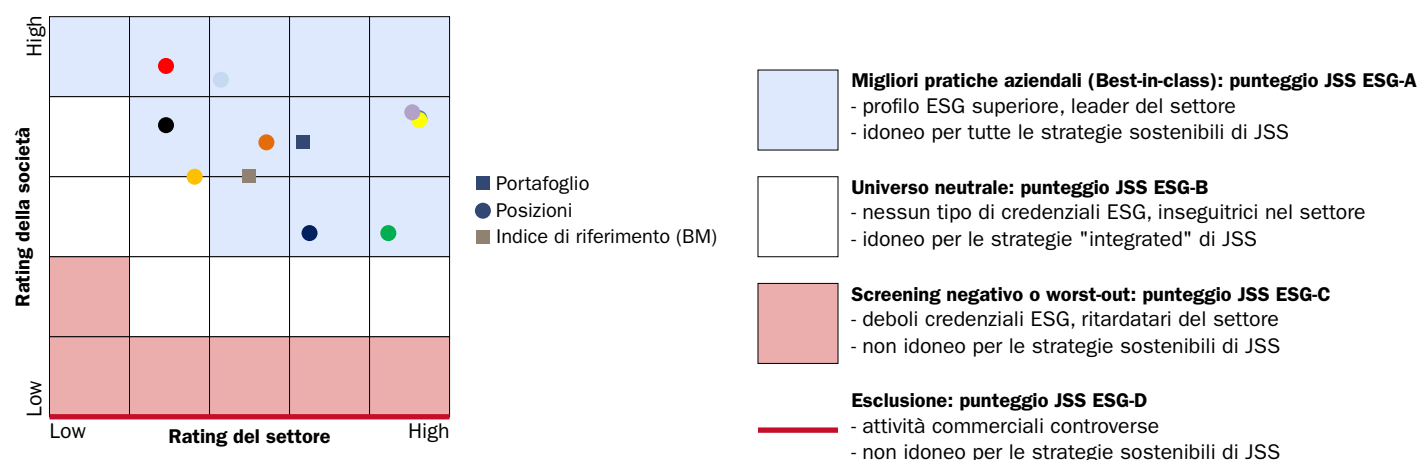 High
Rating della società
Low
Low
Rating del settore
High
Portafoglio
Posizioni
Indice di riferimento (BM)
Migliori pratiche aziendali (Best-in-class): punteggio JSS ESG-A
- profilo ESG superiore, leader del settore
- idoneo per tutte le strategie sostenibili di JSS
Universo neutrale: punteggio JSS ESG-B
- nessun tipo di credenziali ESG, inseguitrici nel settore
- idoneo per le strategie "integrated" di JSS
Screening negativo o worst-out: punteggio JSS ESG-C
- deboli credenziali ESG, ritardatari del settore
- non idoneo per le strategie sostenibili di JSS
Esclusione: punteggio JSS ESG-D
- attività commerciali controverse
- non idoneo per le strategie sostenibili di JSS